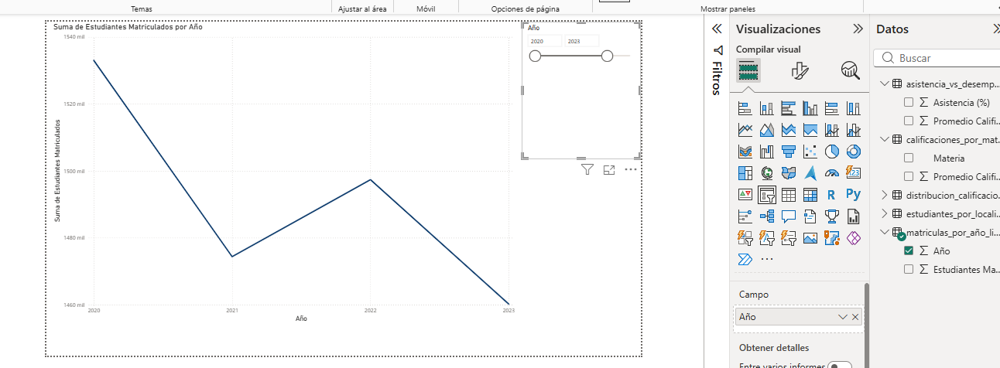 Temas
Ajustar al área
Móvil
Opciones de página
Mostrar paneles
Suma de Estudiantes Matriculados por Año
1540 mil
1520 mil
1500 mil
1480 mil
1460 mil
Suma de Estudiantes Matriculados
2020
2021
2022
2023
Año
Año
2020
2023
Filtros
Visualizaciones
Compilar visual
123
R
Py
Campo
Año
Obtener detalles
Entre varios informes
Datos
Buscar
asistencia_vs_desemp...
Asistencia (%)
Promedio Califi...
calificaciones_por_mat...
Materia
Promedio Califi...
distribucion_calificacio...
estudiantes_por_locali...
matriculas_por_año_li...
Año
Estudiantes Ma...